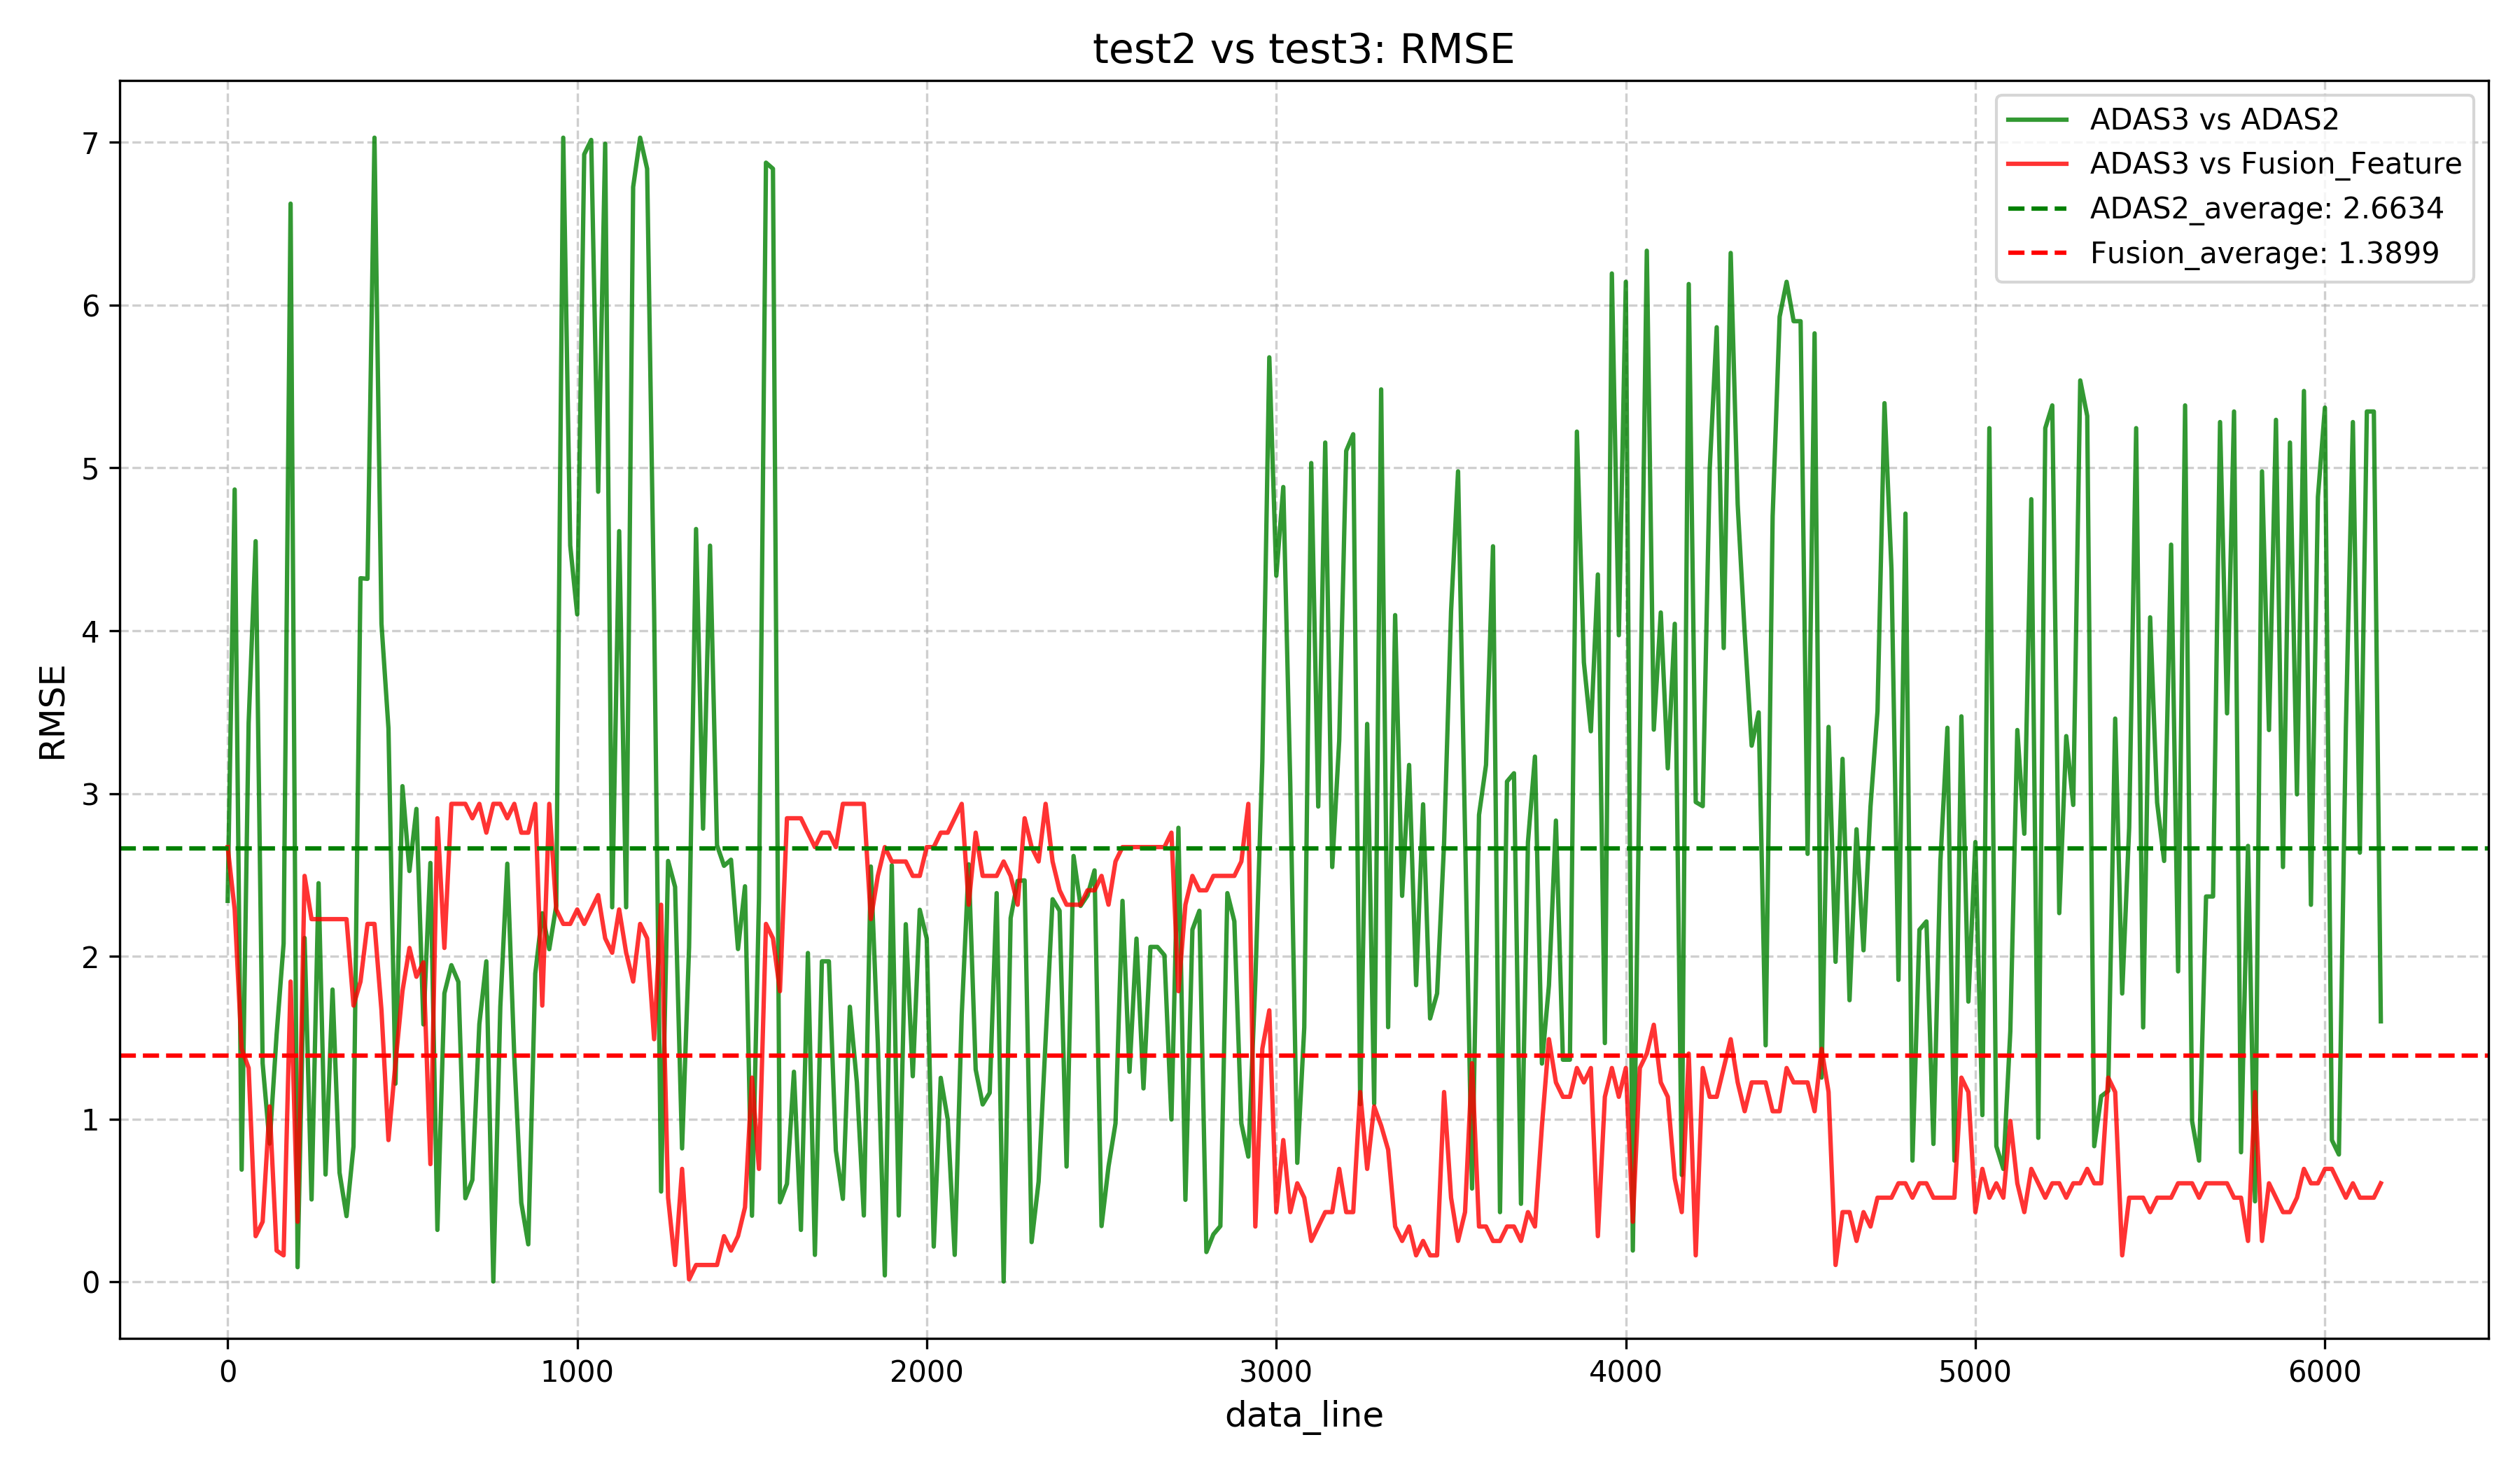 test2 vs test3: RMSE
ADAS3 vs ADAS2
ADAS3 vs Fusion_Feature
ADAS2_average: 2.6634
Fusion_average: 1.3899
RMSE
7
6
5
4
3
2
1
0
0 1000 2000 3000 4000 5000 6000
data_line